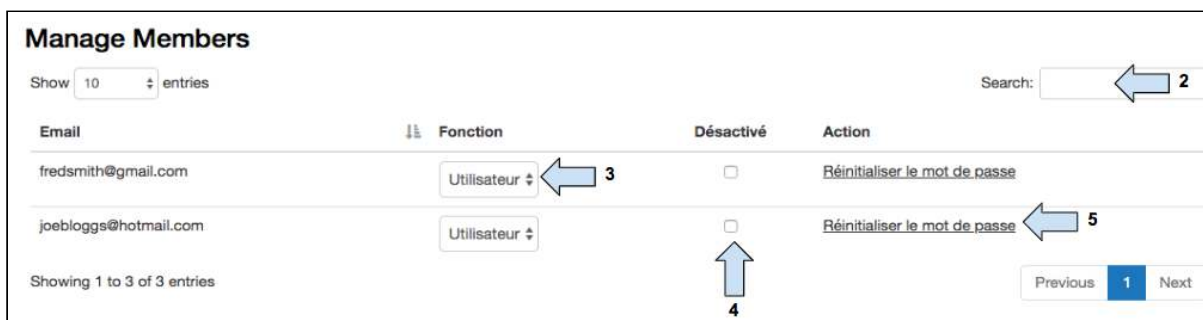 Manage Members
Show 10 entries Search: 2
Email Fonction Désactivé Action
fredsmith@gmail.com Utilisateur 3 Réinitialiser le mot de passe
joebloggs@hotmail.com Utilisateur Réinitialiser le mot de passe 5
Showing 1 to 3 of 3 entries Previous 1 Next
4